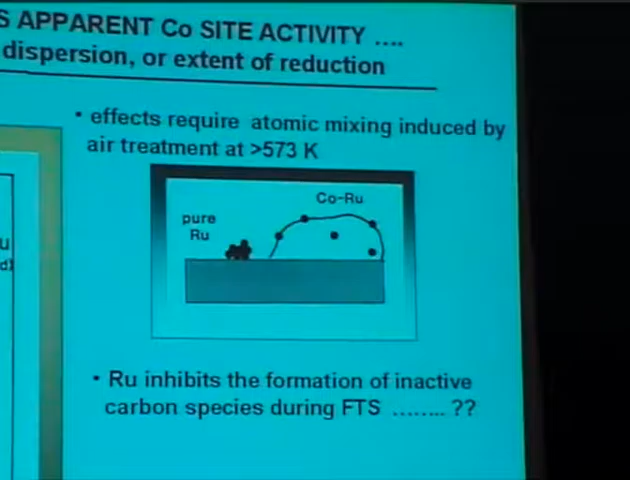 S APPARENT Co SITE ACTIVITY ....
dispersion, or extent of reduction
• effects require atomic mixing induced by
air treatment at >573 K
Co-Ru
pure
Ru
u
d)
• Ru inhibits the formation of inactive
carbon species during FTS ........ ??